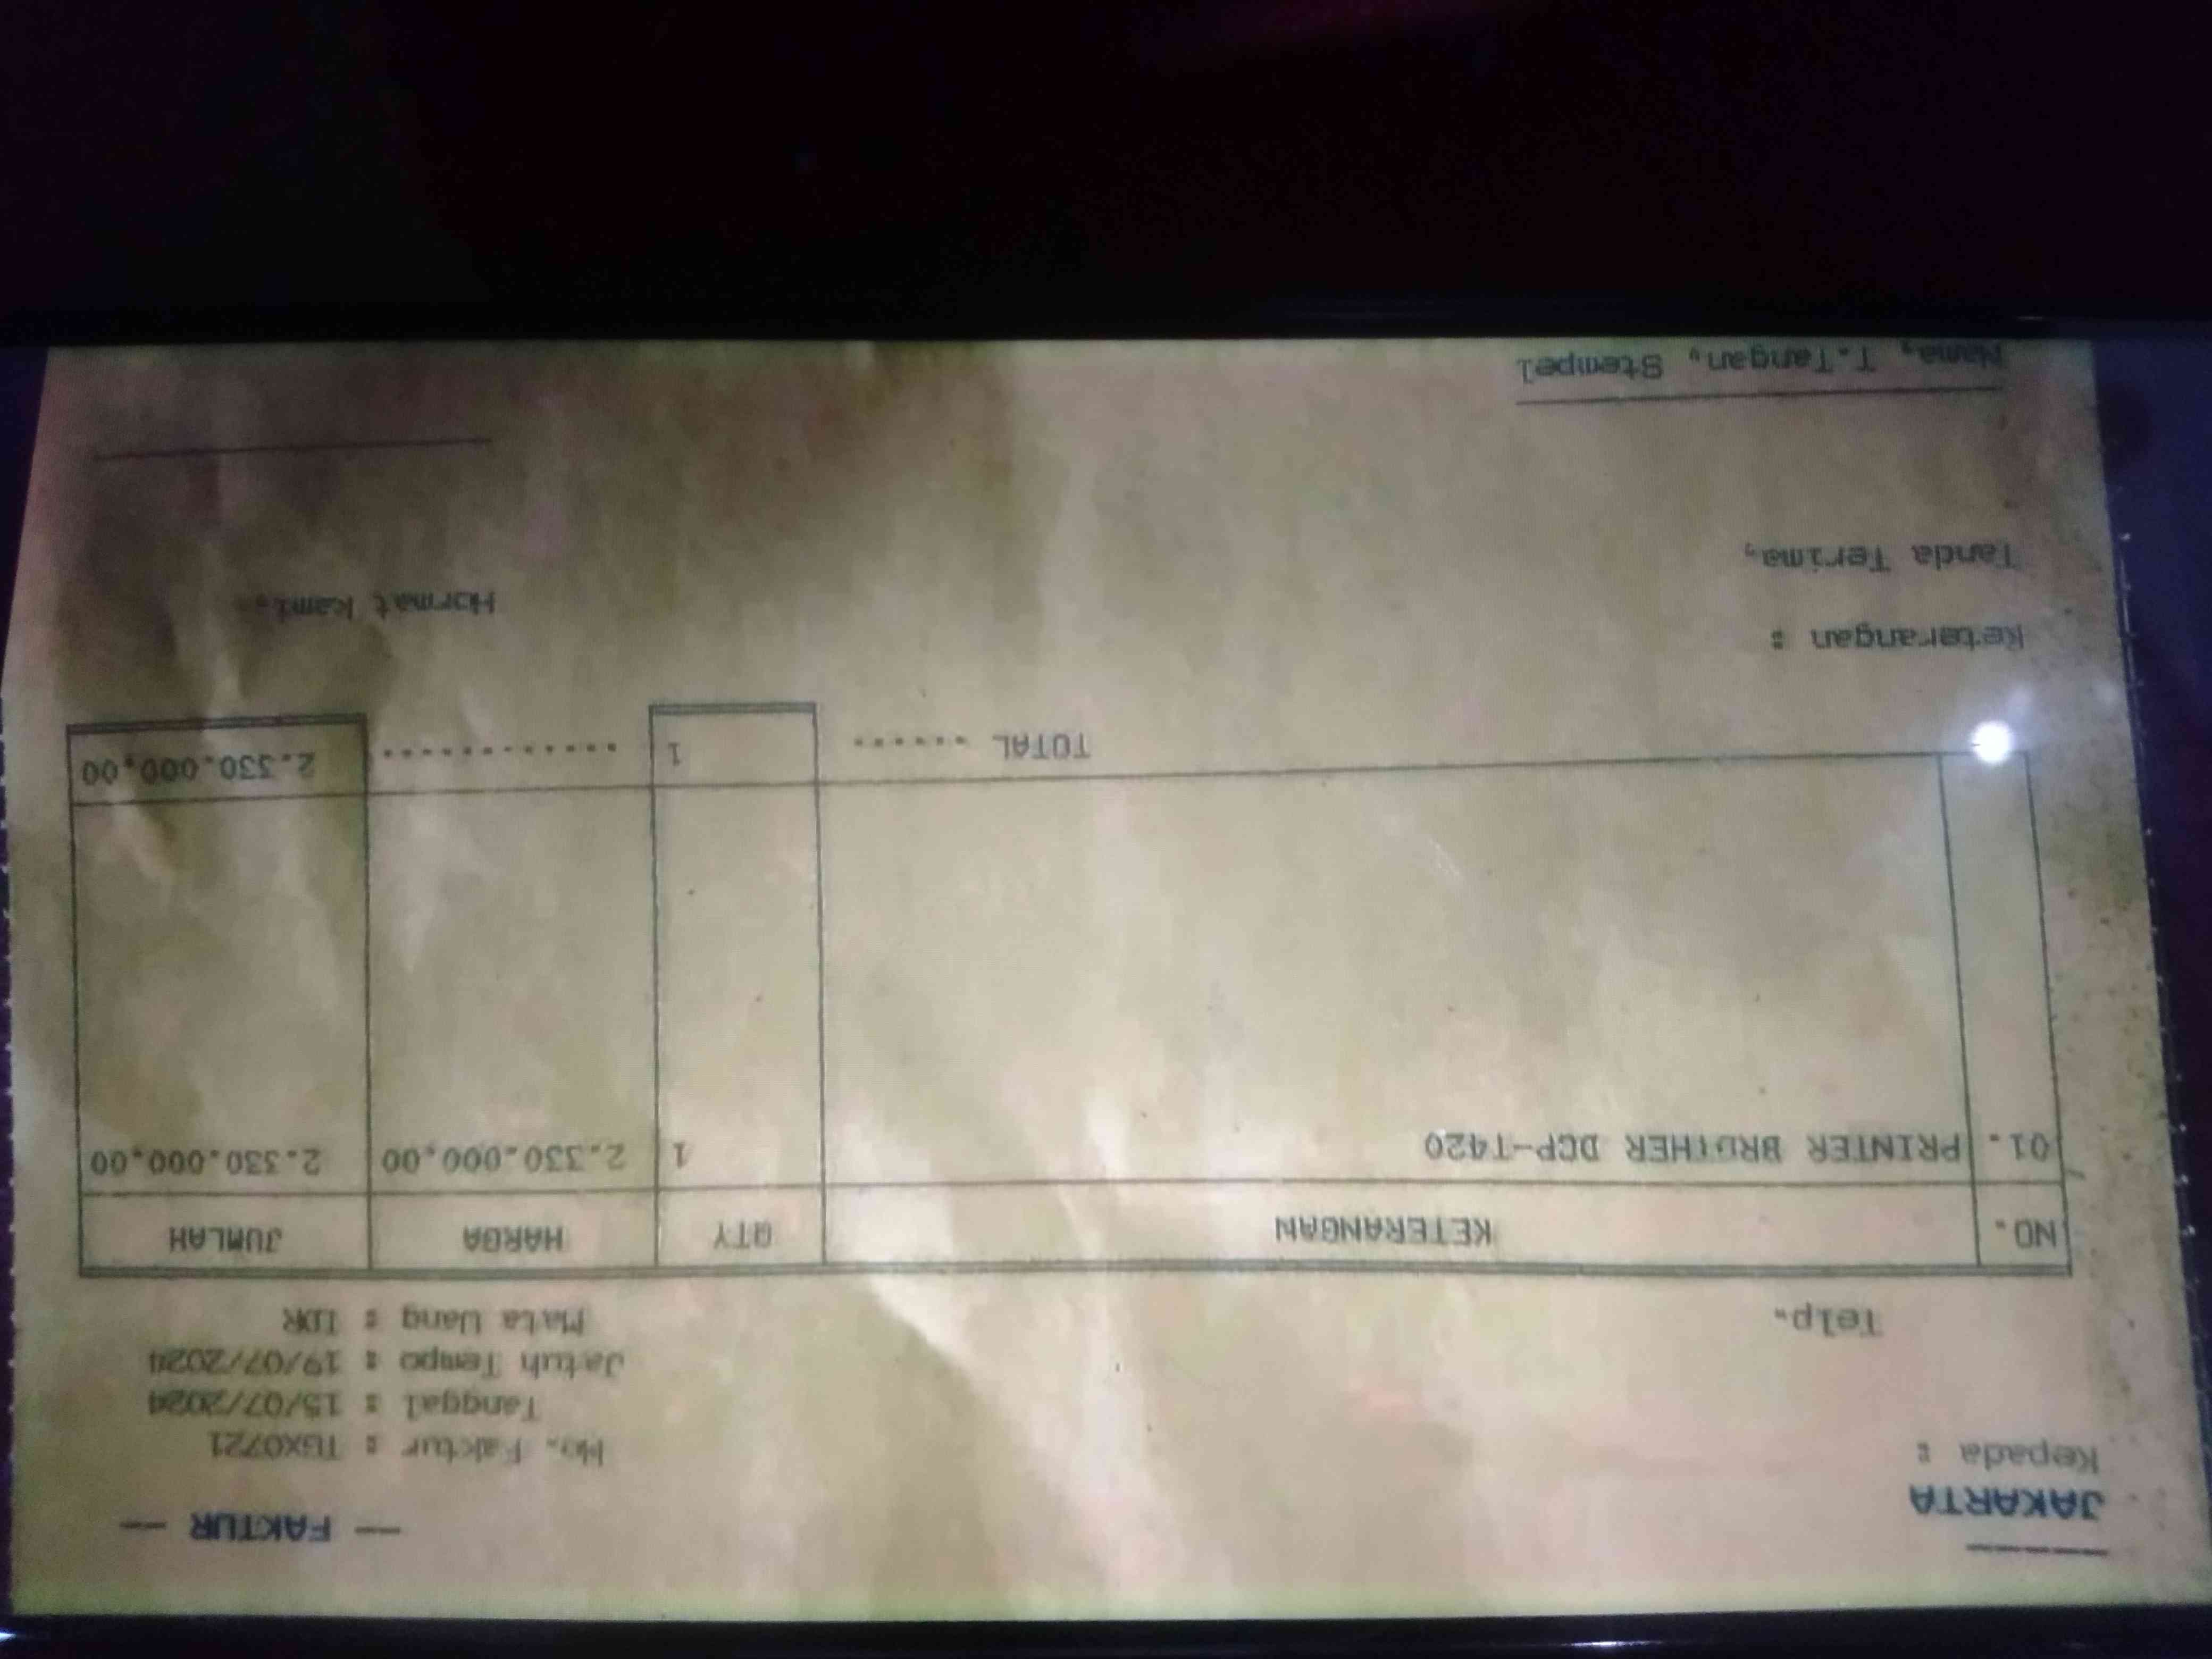 JAKARTA
-- FAKTUR --
Kepada :
No. Faktur : TGX0721
Tanggal : 15/07/2024
Jatuh Tempo : 19/07/2024
Telp.
Mata Uang : IDR
NO. KETERANGAN QTY HARGA JUMLAH
01. PRINTER BROTHER DCP-T420 1 2.330.000,00 2.330.000,00
TOTAL ...... 1 ............. 2.330.000,00
Keterangan :
Tanda Terima,
Hormat Kami,
Nama, T.Tangan, Stempel